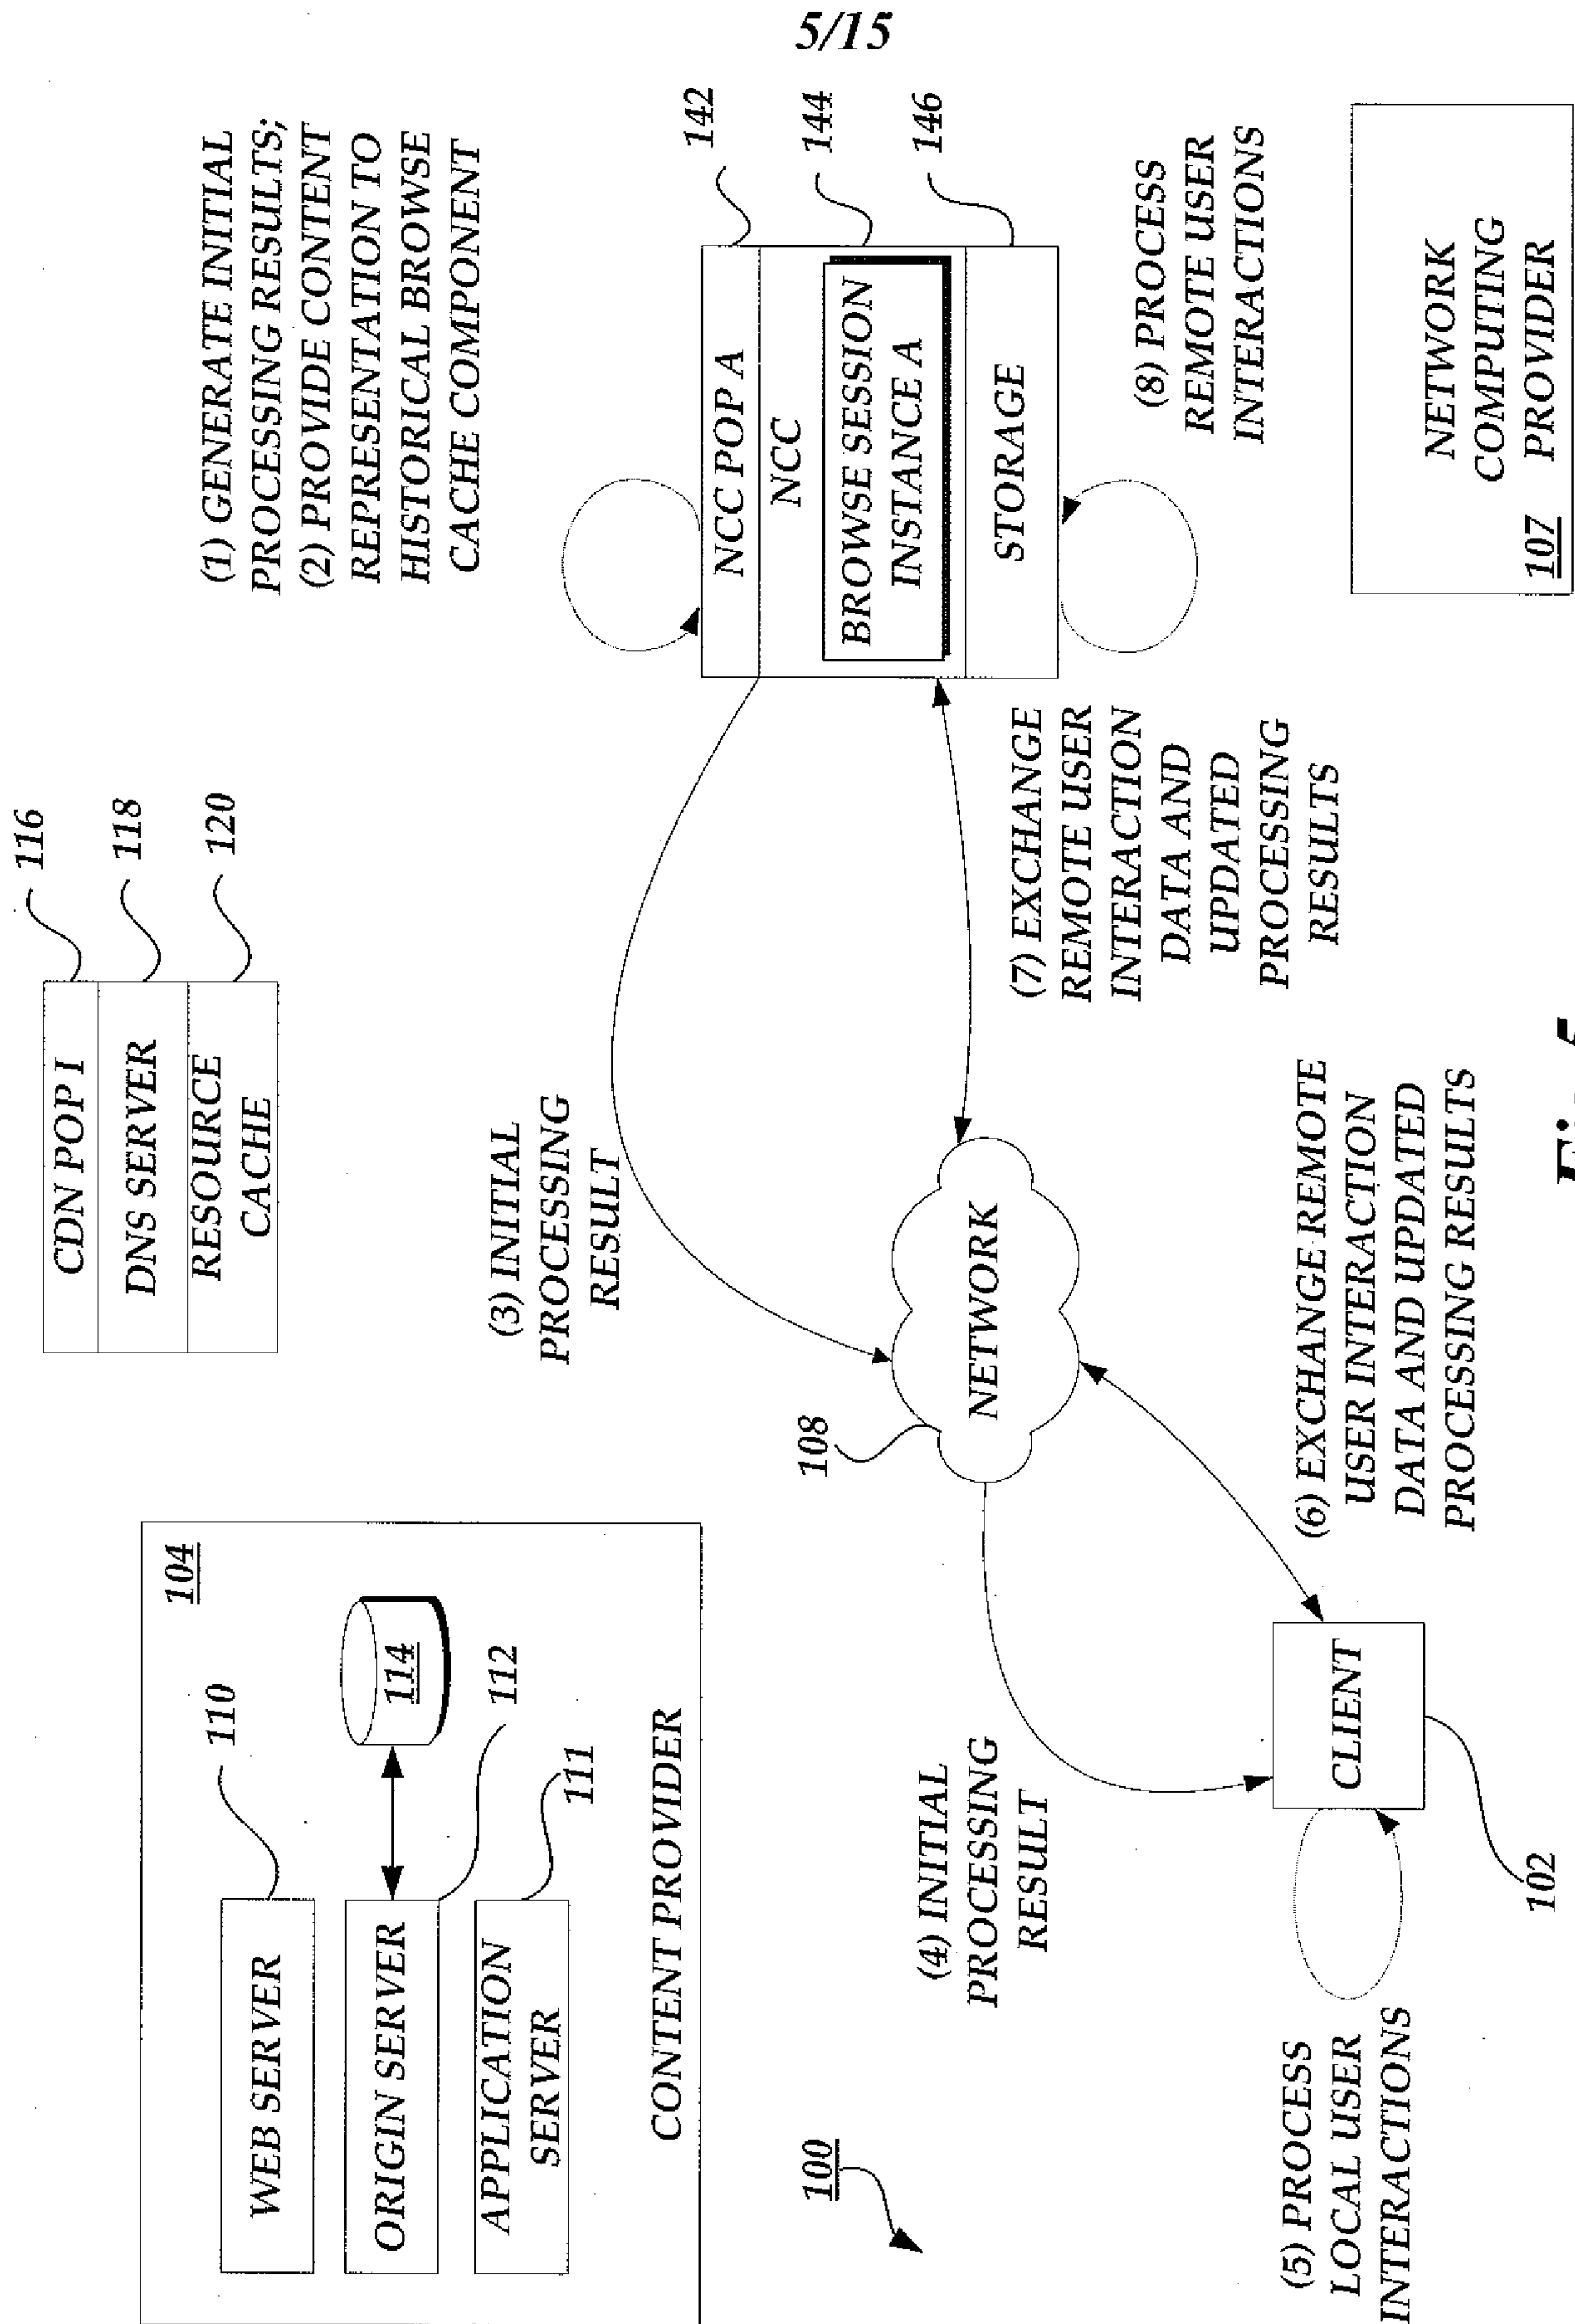 5/15
104
WEB SERVER
110
ORIGIN SERVER
114
112
APPLICATION
SERVER
111
CONTENT PROVIDER
CDN POP I
116
DNS SERVER
118
RESOURCE
CACHE
120
(1) GENERATE INITIAL
PROCESSING RESULTS;
(2) PROVIDE CONTENT
REPRESENTATION TO
HISTORICAL BROWSE
CACHE COMPONENT
(3) INITIAL
PROCESSING
RESULT
NCC POP A
142
NCC
144
BROWSE SESSION
INSTANCE A
STORAGE
146
100
108
NETWORK
(4) INITIAL
PROCESSING
RESULT
(7) EXCHANGE
REMOTE USER
INTERACTION
DATA AND
UPDATED
PROCESSING
RESULTS
(8) PROCESS
REMOTE USER
INTERACTIONS
(5) PROCESS
LOCAL USER
INTERACTIONS
CLIENT
102
(6) EXCHANGE REMOTE
USER INTERACTION
DATA AND UPDATED
PROCESSING RESULTS
NETWORK
COMPUTING
PROVIDER
107